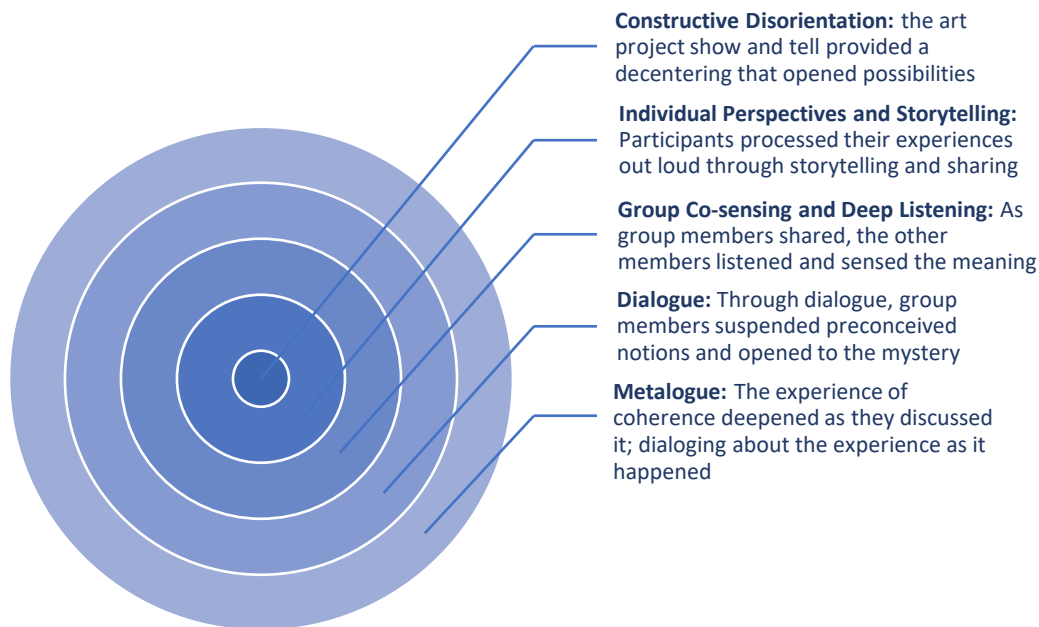 Constructive Disorientation: the art
project show and tell provided a
decentering that opened possibilities
Individual Perspectives and Storytelling:
Participants processed their experiences
out loud through storytelling and sharing
Group Co-sensing and Deep Listening: As
group members shared, the other
members listened and sensed the meaning
Dialogue: Through dialogue, group
members suspended preconceived
notions and opened to the mystery
Metalogue: The experience of
coherence deepened as they discussed
it; dialoging about the experience as it
happened